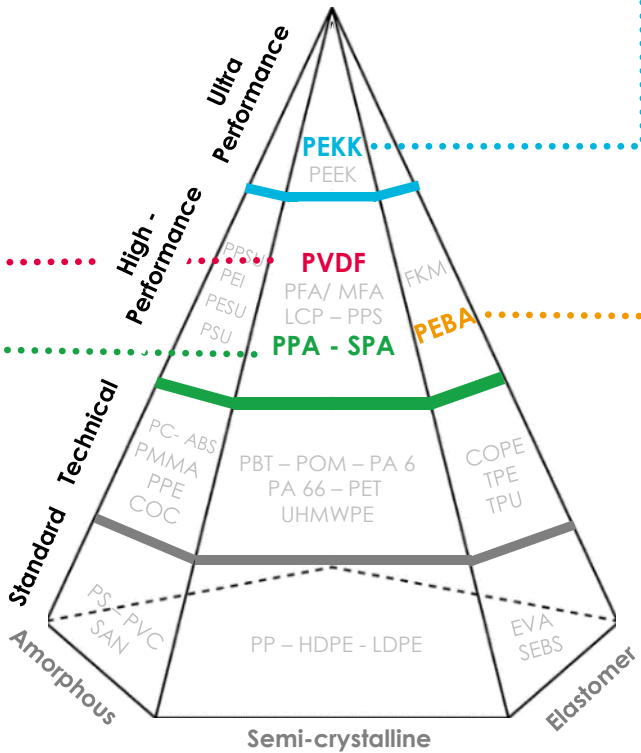 Ultra
Performance
PEKK
PEEK
High -
Performance
PPSU
PEI
PESU
PSU
PVDF
PFA/ MFA
LCP – PPS
PPA - SPA
FKM
PEBA
Technical
PC- ABS
PMMA
PPE
COC
PBT – POM – PA 6
PA 66 – PET
UHMWPE
COPE
TPE
TPU
Standard
PS – PVC
SAN
PP – HDPE - LDPE
EVA
SEBS
Amorphous
Semi-crystalline
Elastomer